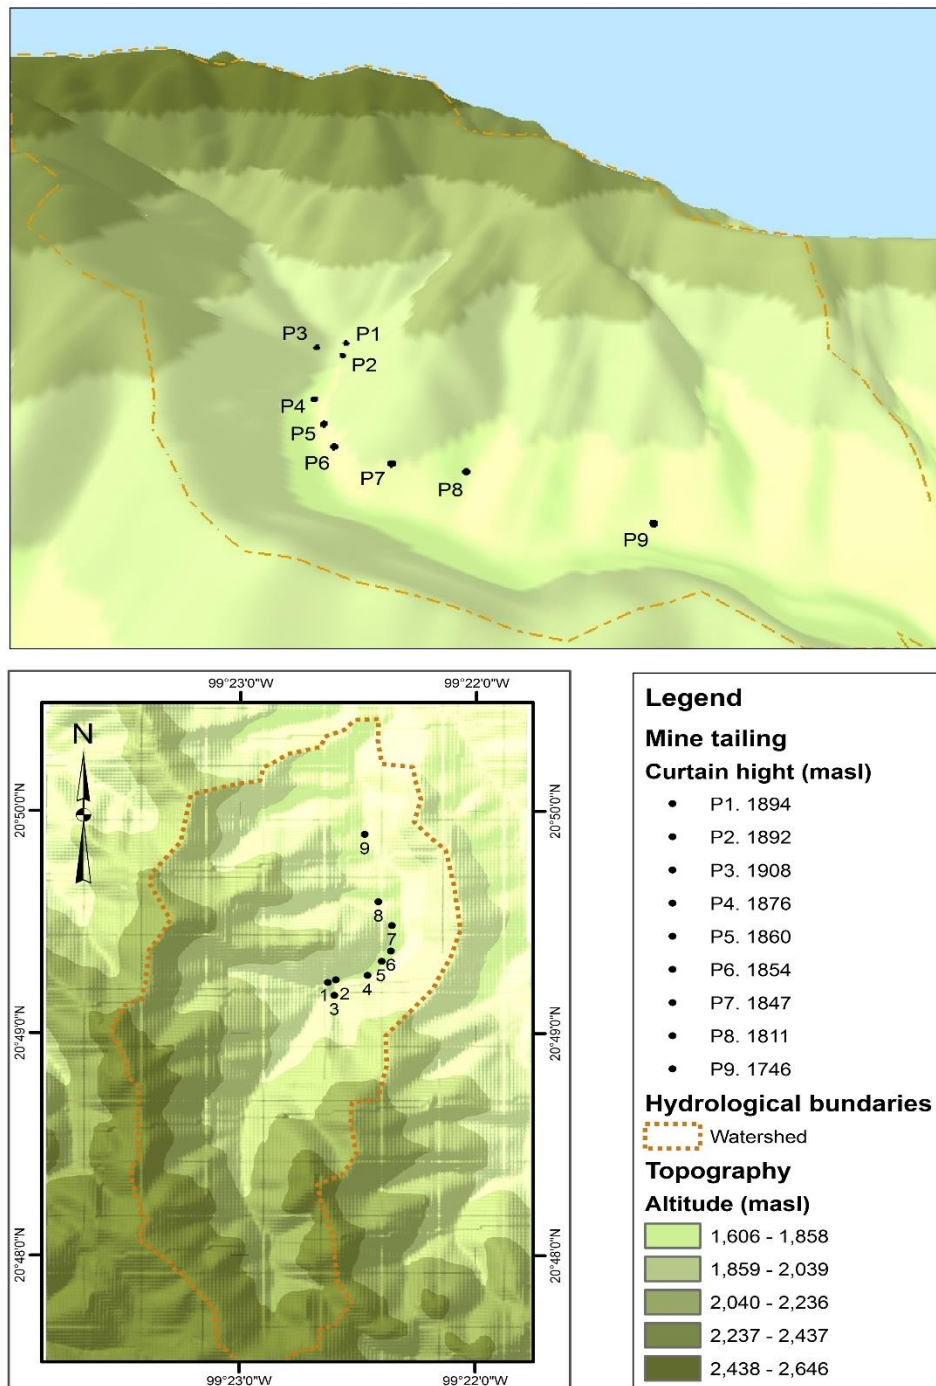 P3
P1
P2
P4
P5
P6
P7
P8
P9
99°23'0"W
99°22'0"W
N
20°50'0"N
20°50'0"N
9
8
7
6
5
4
1
2
3
20°49'0"N
20°49'0"N
20°48'0"N
20°48'0"N
99°23'0"W
99°22'0"W
Legend
Mine tailing
Curtain hight (masl)
P1. 1894
P2. 1892
P3. 1908
P4. 1876
P5. 1860
P6. 1854
P7. 1847
P8. 1811
P9. 1746
Hydrological bundaries
Watershed
Topography
Altitude (masl)
1,606 - 1,858
1,859 - 2,039
2,040 - 2,236
2,237 - 2,437
2,438 - 2,646